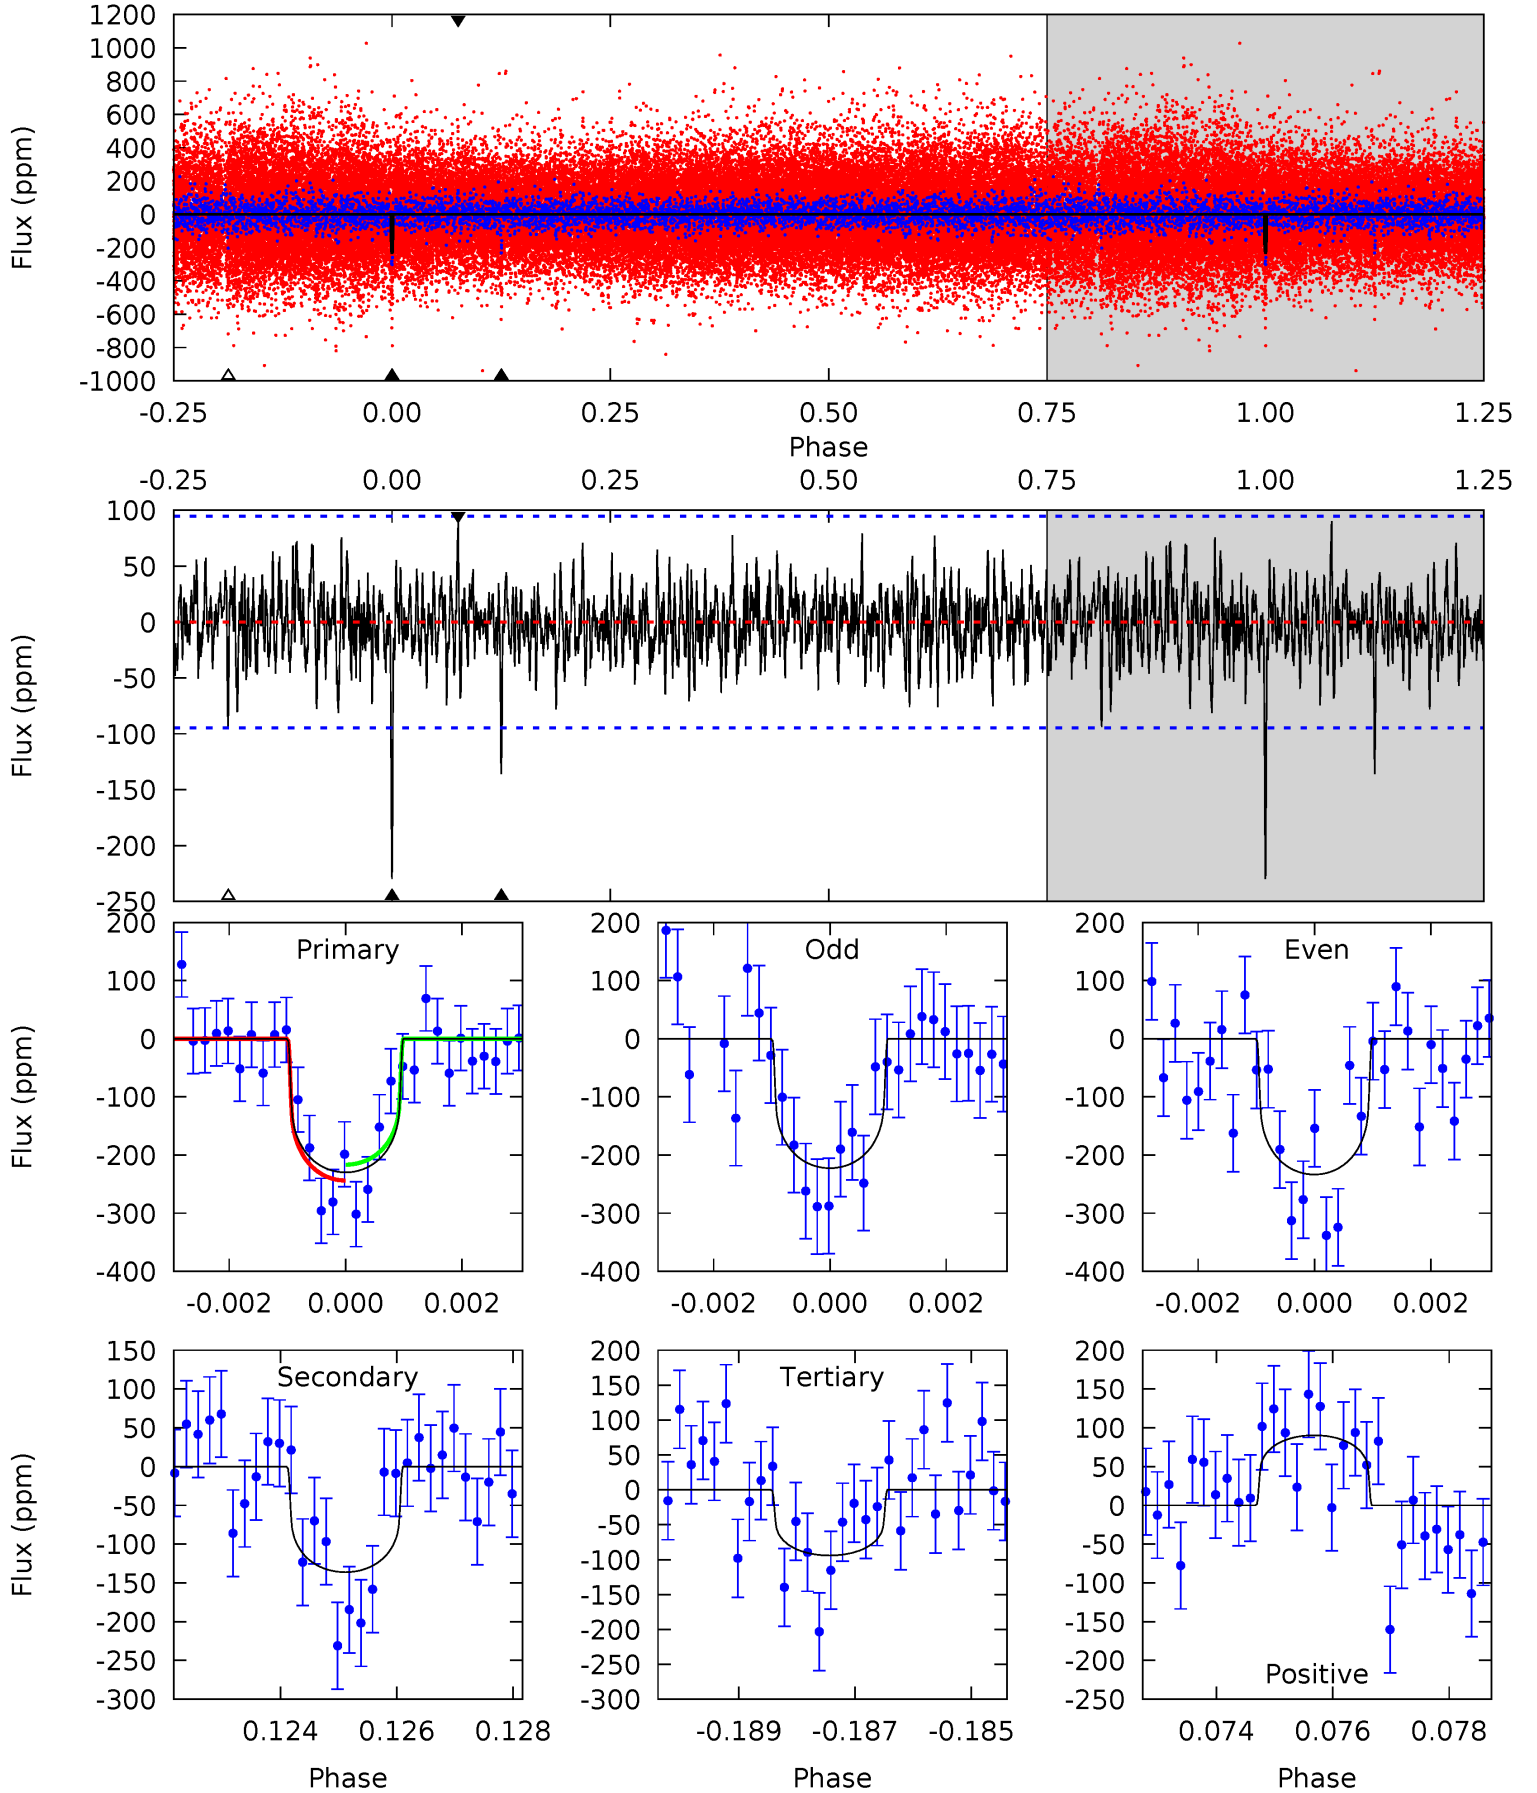 1200
1000
800
600
400
200
0
-200
-400
-600
-800
-1000
Flux (ppm)
-0.25 0.00 0.25 0.50 0.75 1.00 1.25
Phase
-0.25 0.00 0.25 0.50 0.75 1.00 1.25
100
50
0
-50
-100
-150
-200
-250
Flux (ppm)
Primary Odd Even
200 200 200
100 100 100
0 0 0
-100 -100 -100
-200 -200 -200
-300 -300 -300
-400 -400 -400
Flux (ppm)
-0.002 0.000 0.002 -0.002 0.000 0.002 -0.002 0.000 0.002
Secondary Tertiary Positive
150 200 200
100 150 150
50 100 100
0 50 50
-50 0 0
-100 -50 -50
-150 -100 -100
-200 -150 -150
-250 -200 -200
-300 -250 -250
-300
Flux (ppm)
0.124 0.126 0.128 -0.189 -0.187 -0.185 0.074 0.076 0.078
Phase Phase Phase